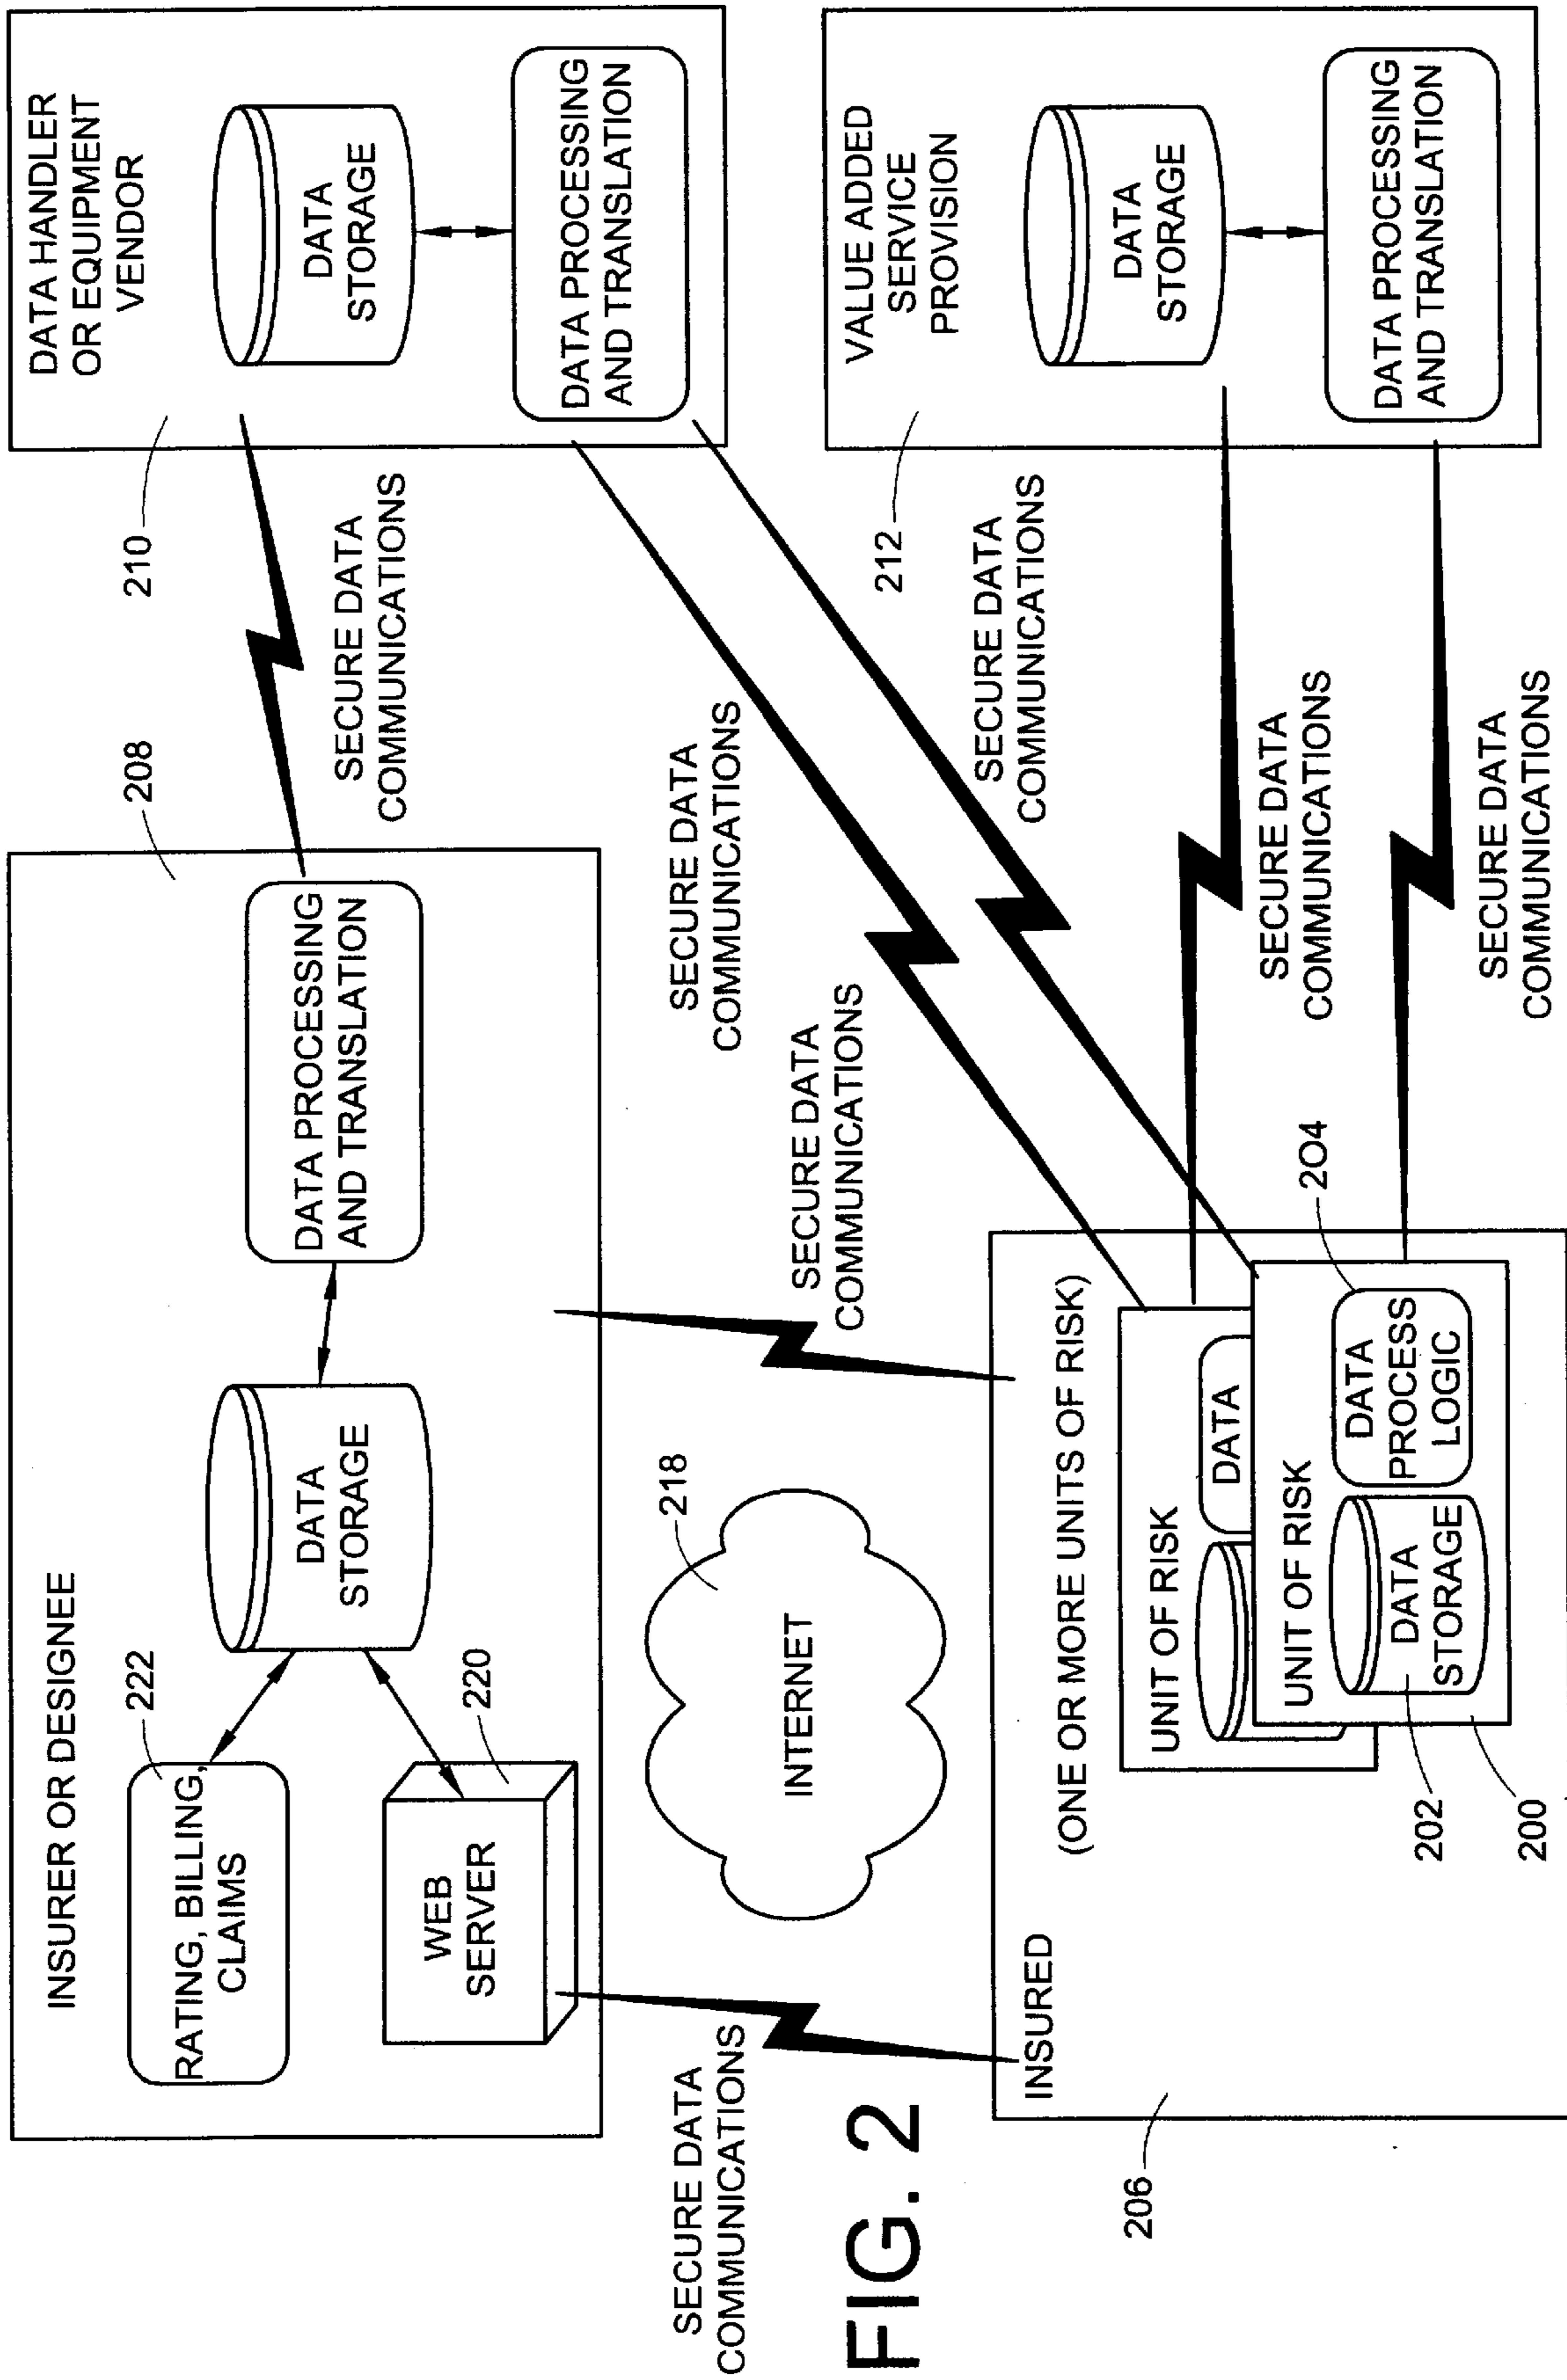 INSURER OR DESIGNEE
222
RATING, BILLING,
CLAIMS
220
WEB
SERVER
DATA
STORAGE
DATA PROCESSING
AND TRANSLATION
208
210
SECURE DATA
COMMUNICATIONS
DATA HANDLER
OR EQUIPMENT
VENDOR
DATA
STORAGE
DATA PROCESSING
AND TRANSLATION
SECURE DATA
COMMUNICATIONS
218
INTERNET
SECURE DATA
COMMUNICATIONS
SECURE DATA
COMMUNICATIONS
SECURE DATA
COMMUNICATIONS
212
VALUE ADDED
SERVICE
PROVISION
DATA
STORAGE
DATA PROCESSING
AND TRANSLATION
FIG. 2
INSURED
(ONE OR MORE UNITS OF RISK)
206
UNIT OF RISK
DATA
UNIT OF RISK
DATA
STORAGE
DATA
PROCESS
LOGIC
204
202
200
SECURE DATA
COMMUNICATIONS
SECURE DATA
COMMUNICATIONS